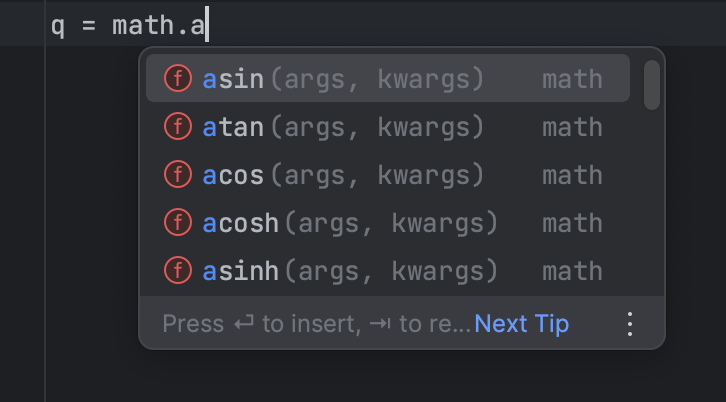 q = math.a
f asin(args, kwargs) math
f atan(args, kwargs) math
f acos(args, kwargs) math
f acosh(args, kwargs) math
f asinh(args, kwargs) math
Press ⏎ to insert, ⇥ to re... Next Tip